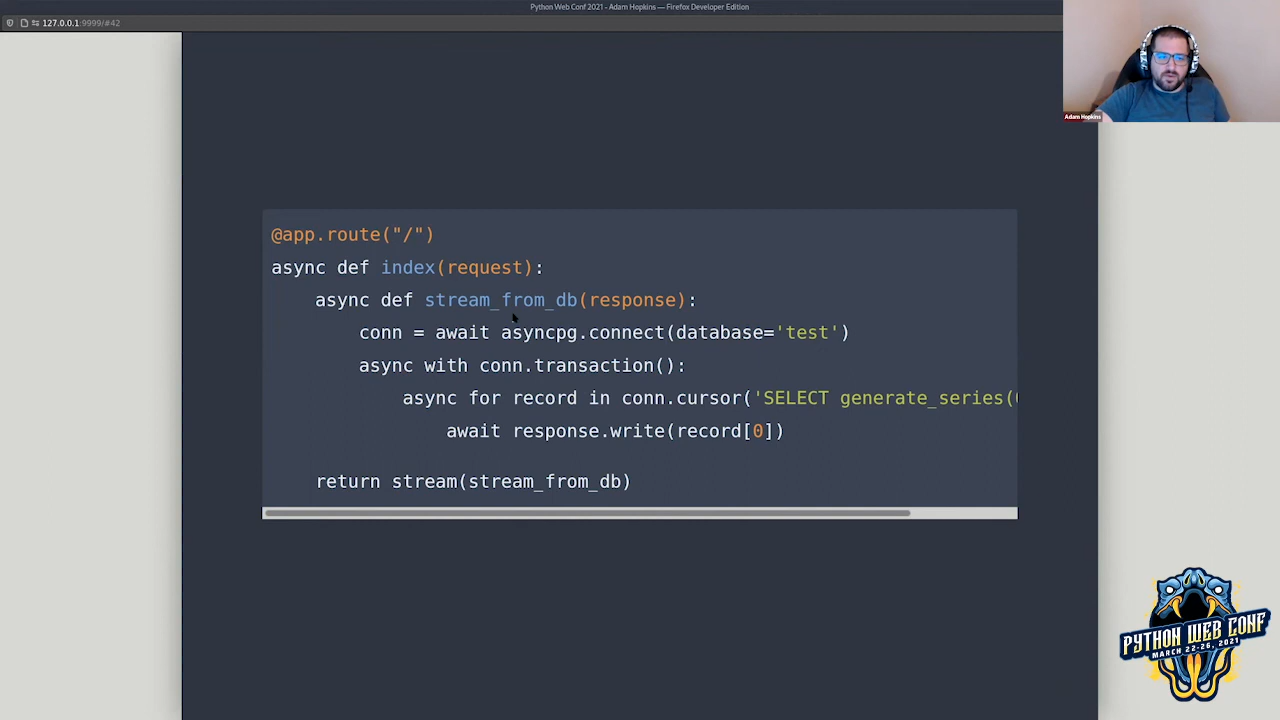 Python Web Conf 2021 - Adam Hopkins — Firefox Developer Edition
127.0.0.1:9999/#42
Adam Hopkins
@app.route("/")
async def index(request):
async def stream_from_db(response):
conn = await asyncpg.connect(database='test')
async with conn.transaction():
async for record in conn.cursor('SELECT generate_series(
await response.write(record[0])
return stream(stream_from_db)
PYTHON WEB CONF
MARCH 22-26, 2021